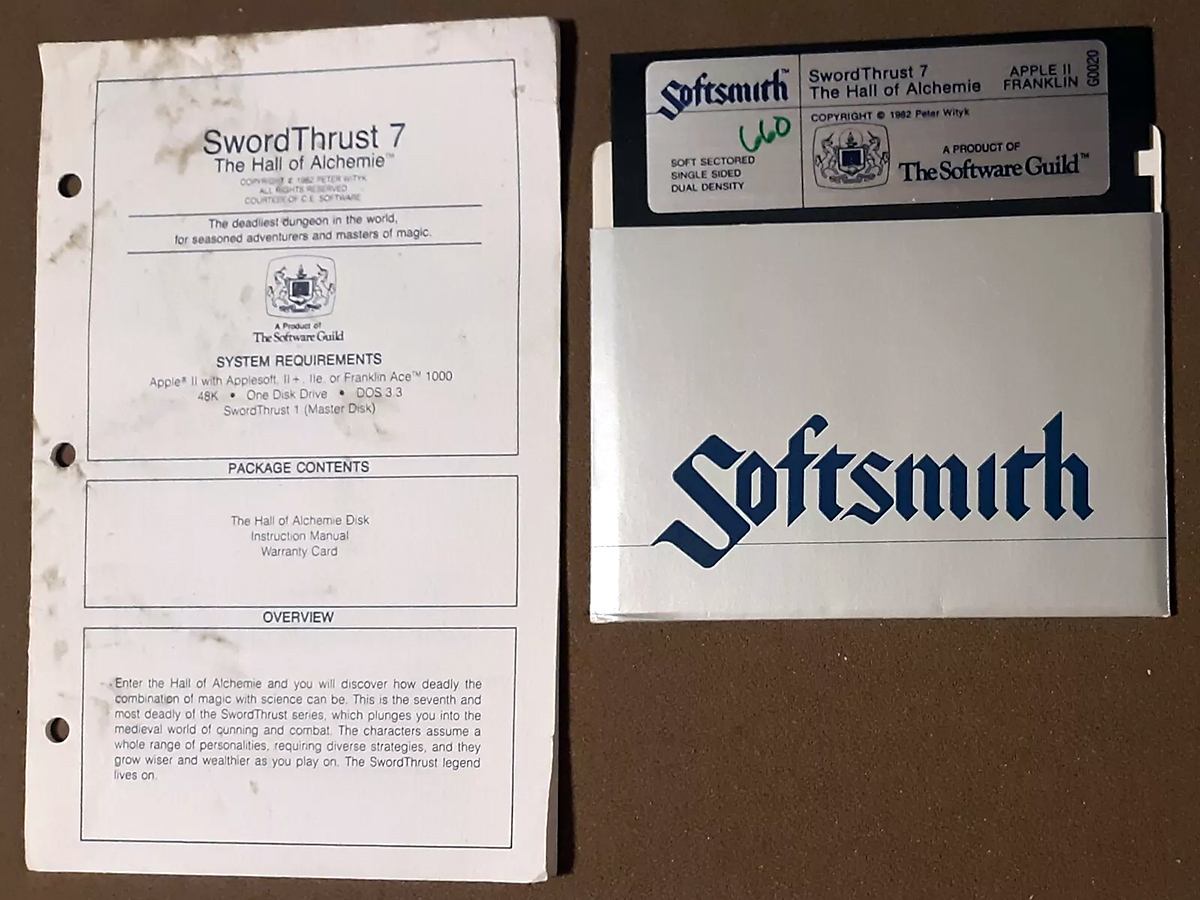 SwordThrust 7
The Hall of Alchemie™
COPYRIGHT © 1982 PETER WITYK
ALL RIGHTS RESERVED
COURTESY OF C.E. SOFTWARE
The deadliest dungeon in the world,
for seasoned adventurers and masters of magic.
A Product of
The Software Guild
SYSTEM REQUIREMENTS
Apple® II with Applesoft, II+, IIe, or Franklin Ace™ 1000
48K • One Disk Drive • DOS 3.3
SwordThrust 1 (Master Disk)
PACKAGE CONTENTS
The Hall of Alchemie Disk
Instruction Manual
Warranty Card
OVERVIEW
Enter the Hall of Alchemie and you will discover how deadly the
combination of magic with science can be. This is the seventh and
most deadly of the SwordThrust series, which plunges you into the
medieval world of cunning and combat. The characters assume a
whole range of personalities, requiring diverse strategies, and they
grow wiser and wealthier as you play on. The SwordThrust legend
lives on.
Softsmith™
660
SOFT SECTORED
SINGLE SIDED
DUAL DENSITY
SwordThrust 7
The Hall of Alchemie
APPLE II
FRANKLIN
G0020
COPYRIGHT © 1982 Peter Wityk
A PRODUCT OF
The Software Guild™
Softsmith